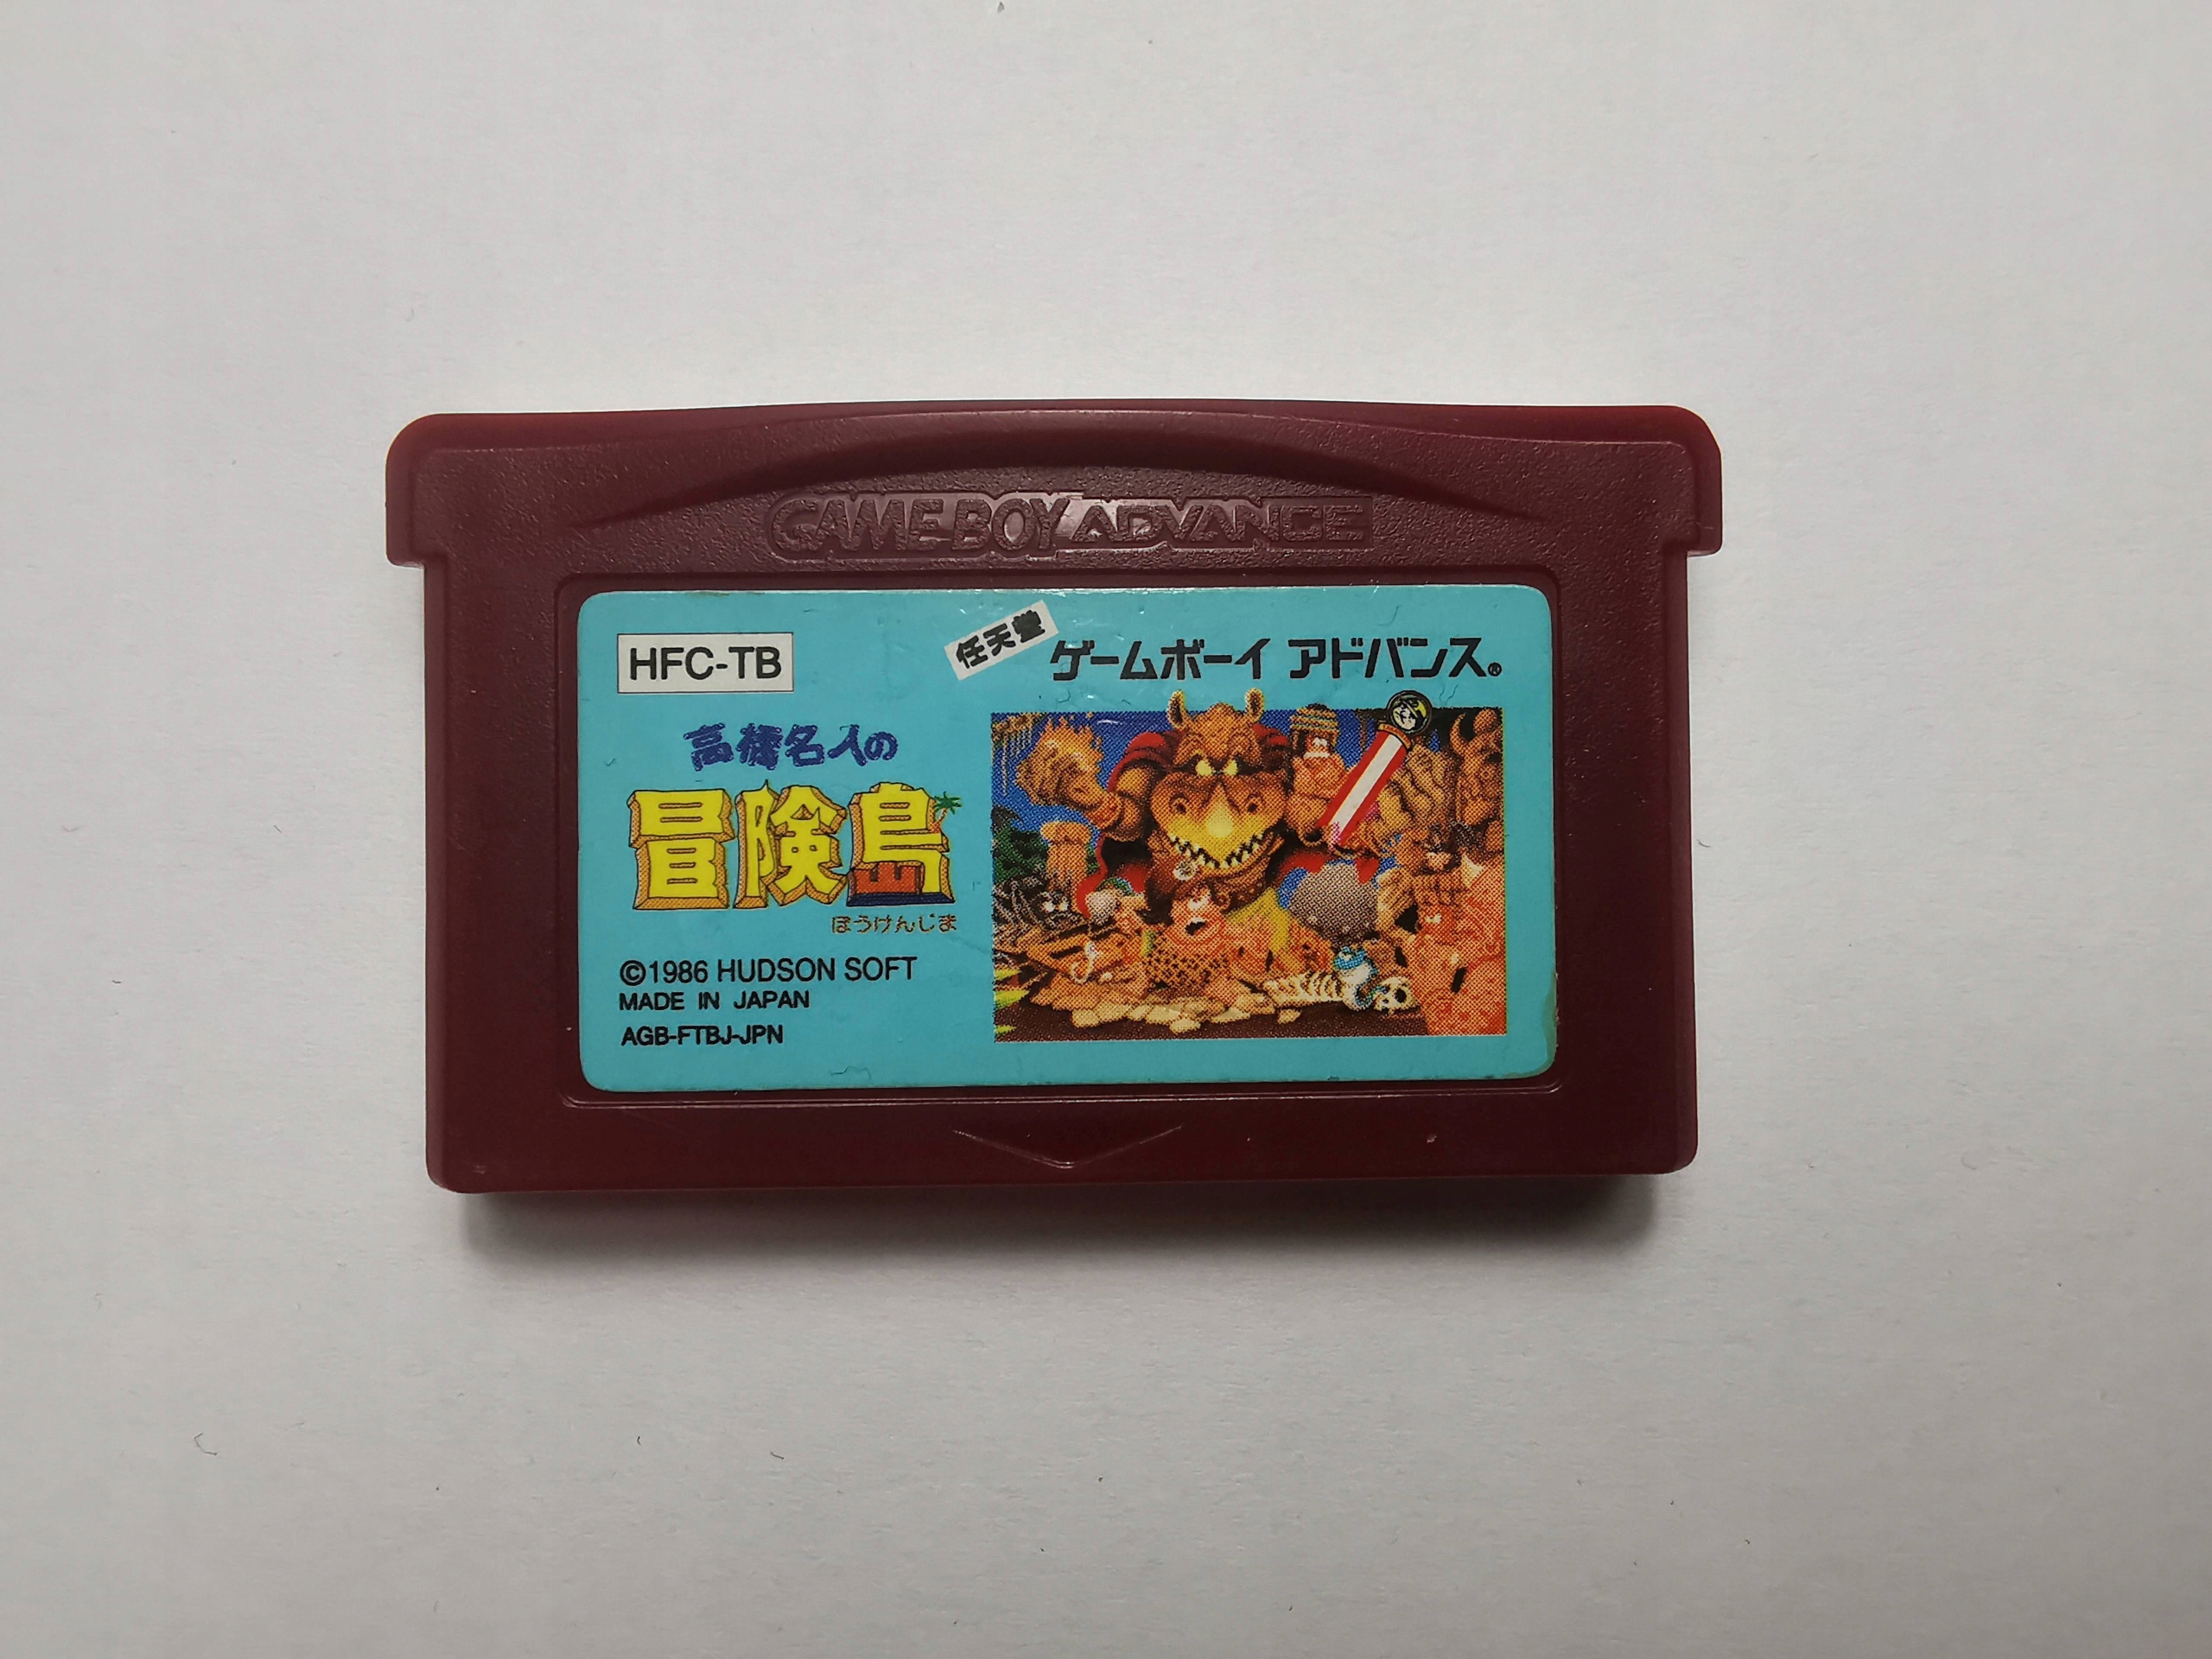 GAME BOY ADVANCE
HFC-TB
任天堂
ゲームボーイ アドバンス®
高橋名人の
冒険島
ぼうけんじま
©1986 HUDSON SOFT
MADE IN JAPAN
AGB-FTBJ-JPN